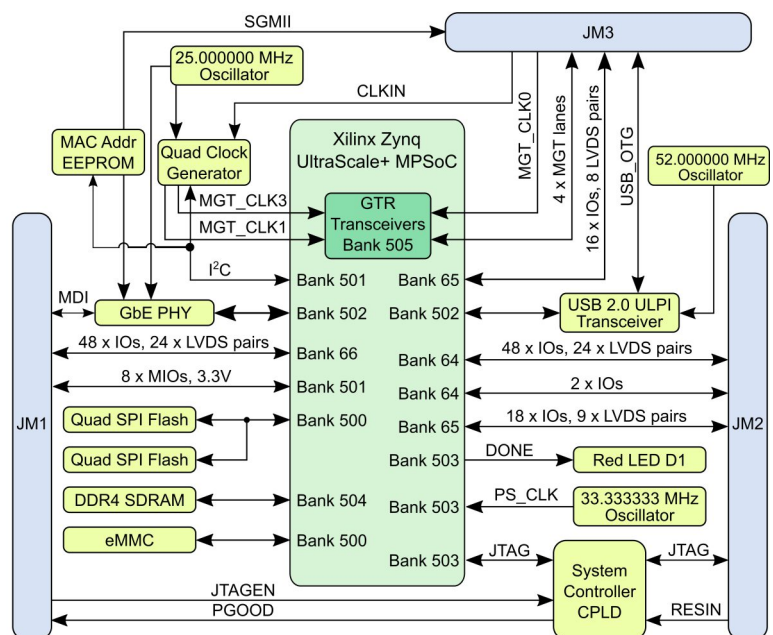 SGMII
JM3
25.000000 MHz
Oscillator
CLKIN
MGT_CLK0
4 x MGT lanes
16 x IOs, 8 LVDS pairs
USB_OTG
MAC Addr
EEPROM
Quad Clock
Generator
Xilinx Zynq
UltraScale+ MPSoC
52.000000 MHz
Oscillator
MGT_CLK3
MGT_CLK1
GTR
Transceivers
Bank 505
I²C
Bank 501
Bank 65
MDI
GbE PHY
Bank 502
Bank 502
USB 2.0 ULPI
Transceiver
48 x IOs, 24 x LVDS pairs
Bank 66
Bank 64
48 x IOs, 24 x LVDS pairs
8 x MIOs, 3.3V
Bank 501
Bank 64
2 x IOs
JM1
Quad SPI Flash
Bank 500
Bank 65
18 x IOs, 9 x LVDS pairs
JM2
Quad SPI Flash
Bank 503
DONE
Red LED D1
DDR4 SDRAM
Bank 504
Bank 503
PS_CLK
33.333333 MHz
Oscillator
eMMC
Bank 500
Bank 503
JTAG
System
Controller
CPLD
JTAG
JTAGEN
PGOOD
RESIN